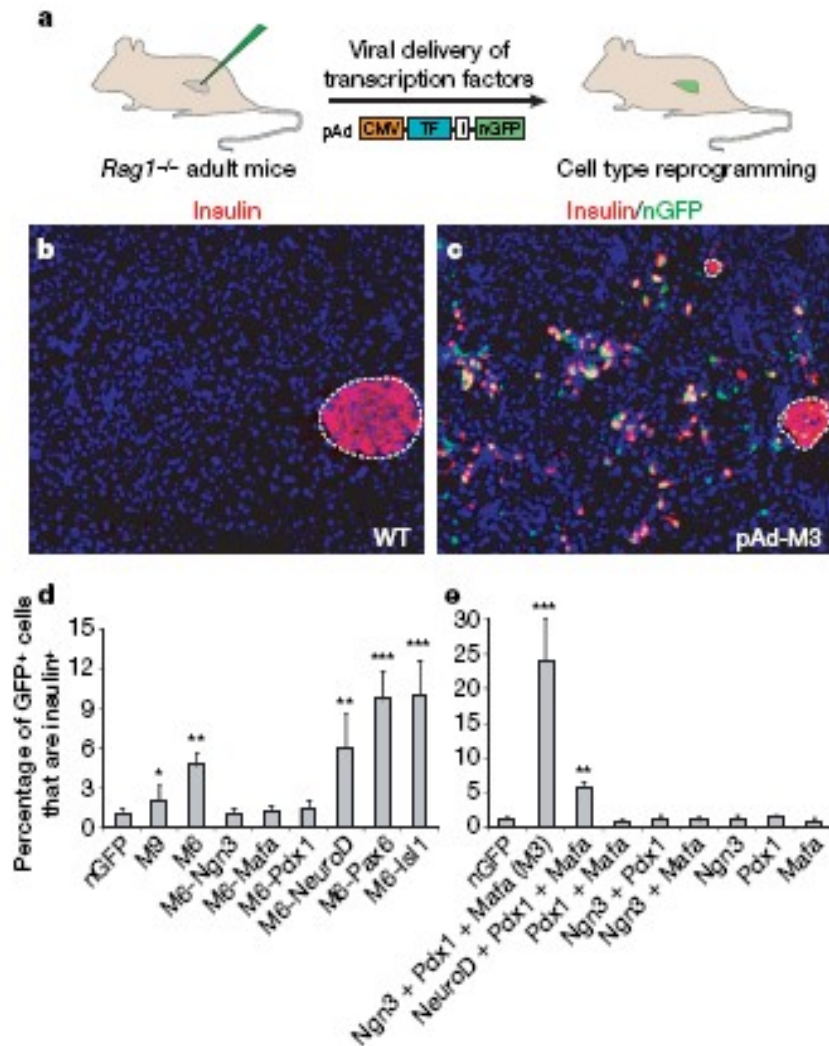 a
Viral delivery of
transcription factors
pAd CMV TF I nGFP
Rag1–/– adult mice
Cell type reprogramming
Insulin
Insulin/nGFP
b
c
WT
pAd-M3
d
e
Percentage of GFP+ cells
that are insulin+
15
12
9
6
3
0
*
**
**
***
***
nGFP
M9
M6
M6-Ngn3
M6-Mafa
M6-Pdx1
M6-NeuroD
M6-Pax6
M6-Isl1
30
25
20
15
10
5
0
***
**
nGFP
Ngn3 + Pdx1 + Mafa (M3)
NeuroD + Pdx1 + Mafa
Pdx1 + Mafa
Ngn3 + Pdx1
Ngn3 + Mafa
Ngn3
Pdx1
Mafa